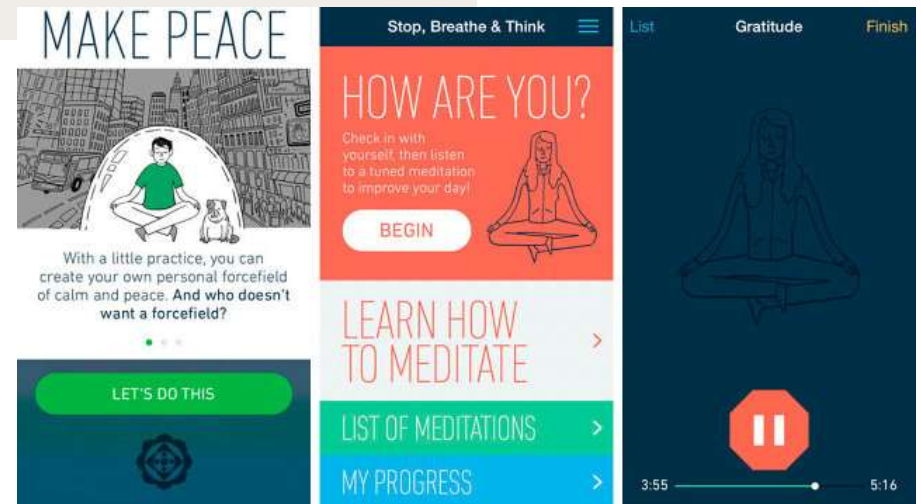 MAKE PEACE
With a little practice, you can
create your own personal forcefield
of calm and peace. And who doesn't
want a forcefield?
LET'S DO THIS
Stop, Breathe & Think
HOW ARE YOU?
Check in with
yourself, then listen
to a tuned meditation
to improve your day!
BEGIN
LEARN HOW
TO MEDITATE
LIST OF MEDITATIONS
MY PROGRESS
List
Gratitude
Finish
3:55
5:16